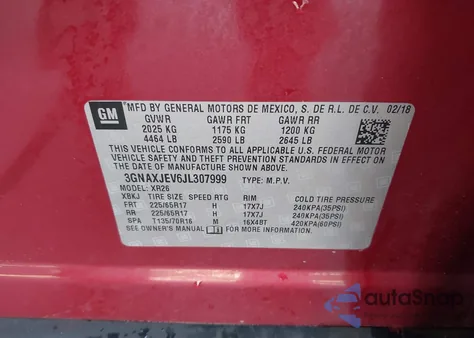 GM
MFD BY GENERAL MOTORS DE MEXICO, S. DE R.L. DE C.V. 02/18
GVWR GAWR FRT GAWR RR
2025 KG 1175 KG 1200 KG
4464 LB 2590 LB 2645 LB
THIS VEHICLE CONFORMS TO ALL APPLICABLE U.S. FEDERAL MOTOR
VEHICLE SAFETY AND THEFT PREVENTION STANDARDS IN EFFECT ON
THE DATE OF MANUFACTURE SHOWN ABOVE.
3GNAXJEV6JL307999 TYPE: M.P.V.
MODEL: XR26
XBKJ TIRE SIZE SPEED RTG RIM COLD TIRE PRESSURE
FRT 225/65R17 H 17X7J 240KPA(35PSI)
RR 225/65R17 H 17X7J 240KPA(35PSI)
SPA T135/70R16 M 16X4BT 420KPA(60PSI)
SEE OWNER'S MANUAL FOR MORE INFORMATION.
autaSnap